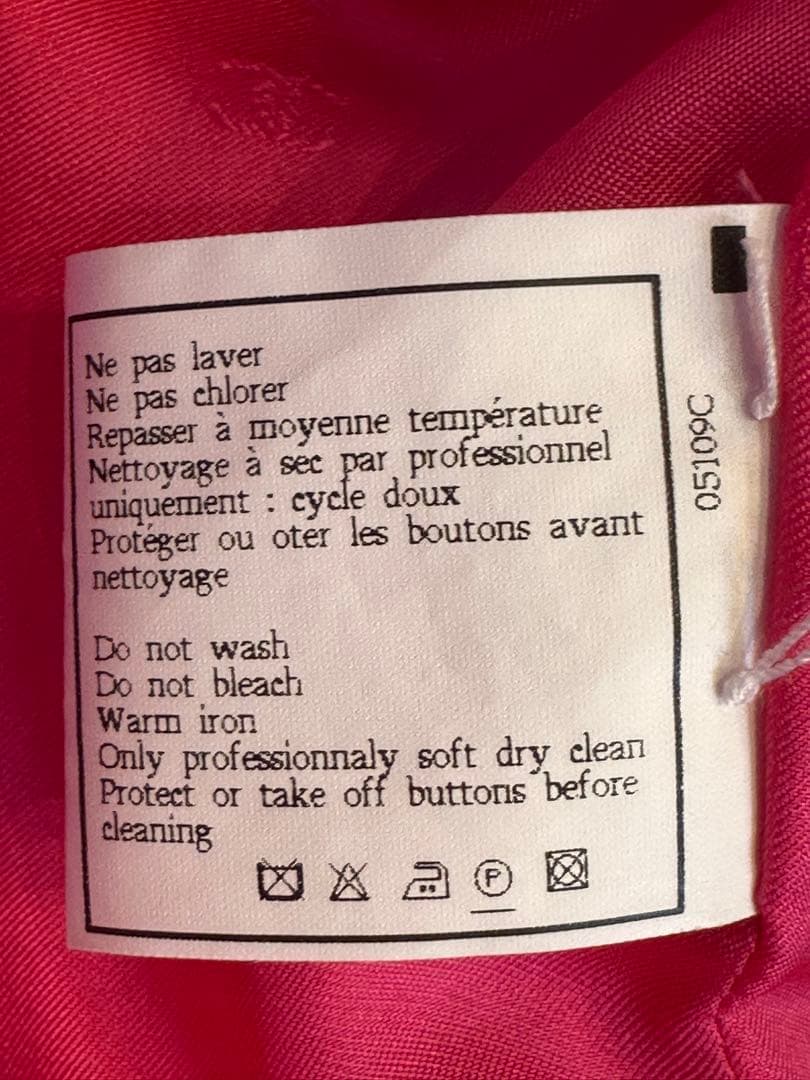 Ne pas laver
Ne pas chlorer
Repasser à moyenne température
Nettoyage à sec par professionnel
uniquement : cycle doux
Protéger ou oter les boutons avant
nettoyage
Do not wash
Do not bleach
Warm iron
Only professionnaly soft dry clean
Protect or take off buttons before
cleaning
P
05109C